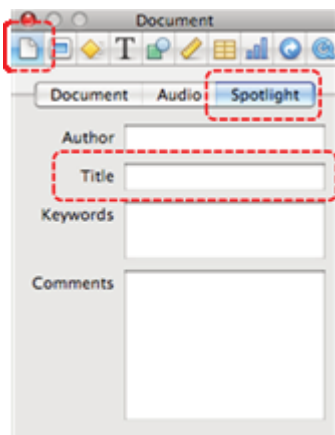 Document
T
Document Audio Spotlight
Author
Title
Keywords
Comments